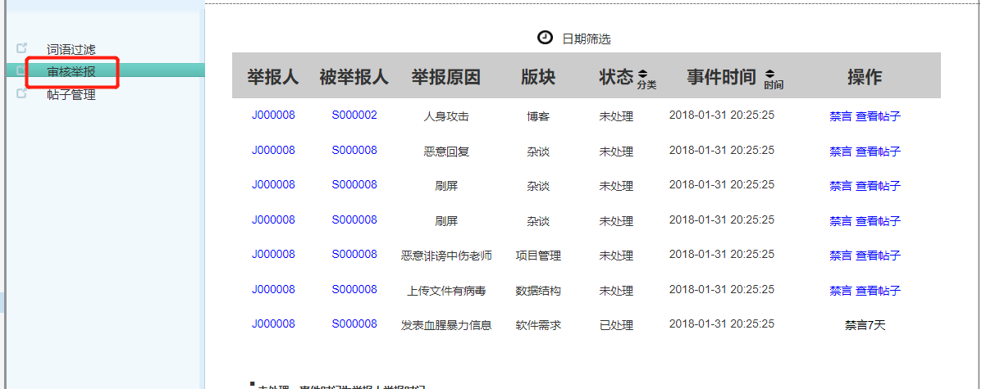 词语过滤
审核举报
帖子管理
日期筛选
举报人 被举报人 举报原因 版块 状态 分类 事件时间 时间 操作
J000008 S000002 人身攻击 博客 未处理 2018-01-31 20:25:25 禁言 查看帖子
J000008 S000008 恶意回复 杂谈 未处理 2018-01-31 20:25:25 禁言 查看帖子
J000008 S000008 刷屏 杂谈 未处理 2018-01-31 20:25:25 禁言 查看帖子
J000008 S000008 刷屏 杂谈 未处理 2018-01-31 20:25:25 禁言 查看帖子
J000008 S000008 恶意诽谤中伤老师 项目管理 未处理 2018-01-31 20:25:25 禁言 查看帖子
J000008 S000008 上传文件有病毒 数据结构 未处理 2018-01-31 20:25:25 禁言 查看帖子
J000008 S000008 发表血腥暴力信息 软件需求 已处理 2018-01-31 20:25:25 禁言7天